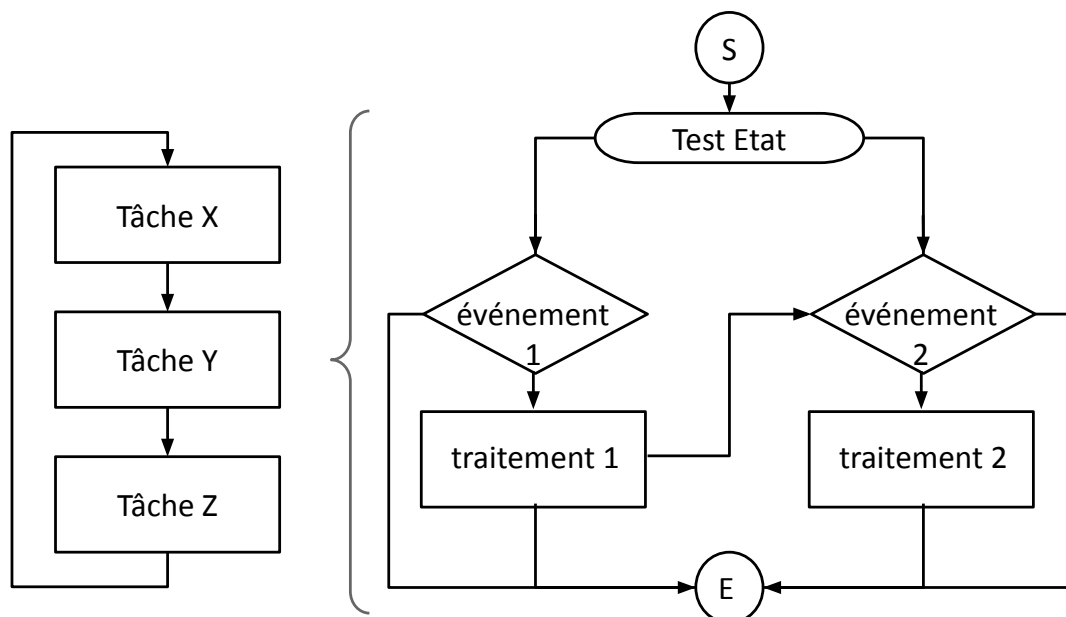 Tâche X
Tâche Y
Tâche Z
S
Test Etat
événement
1
événement
2
traitement 1
traitement 2
E